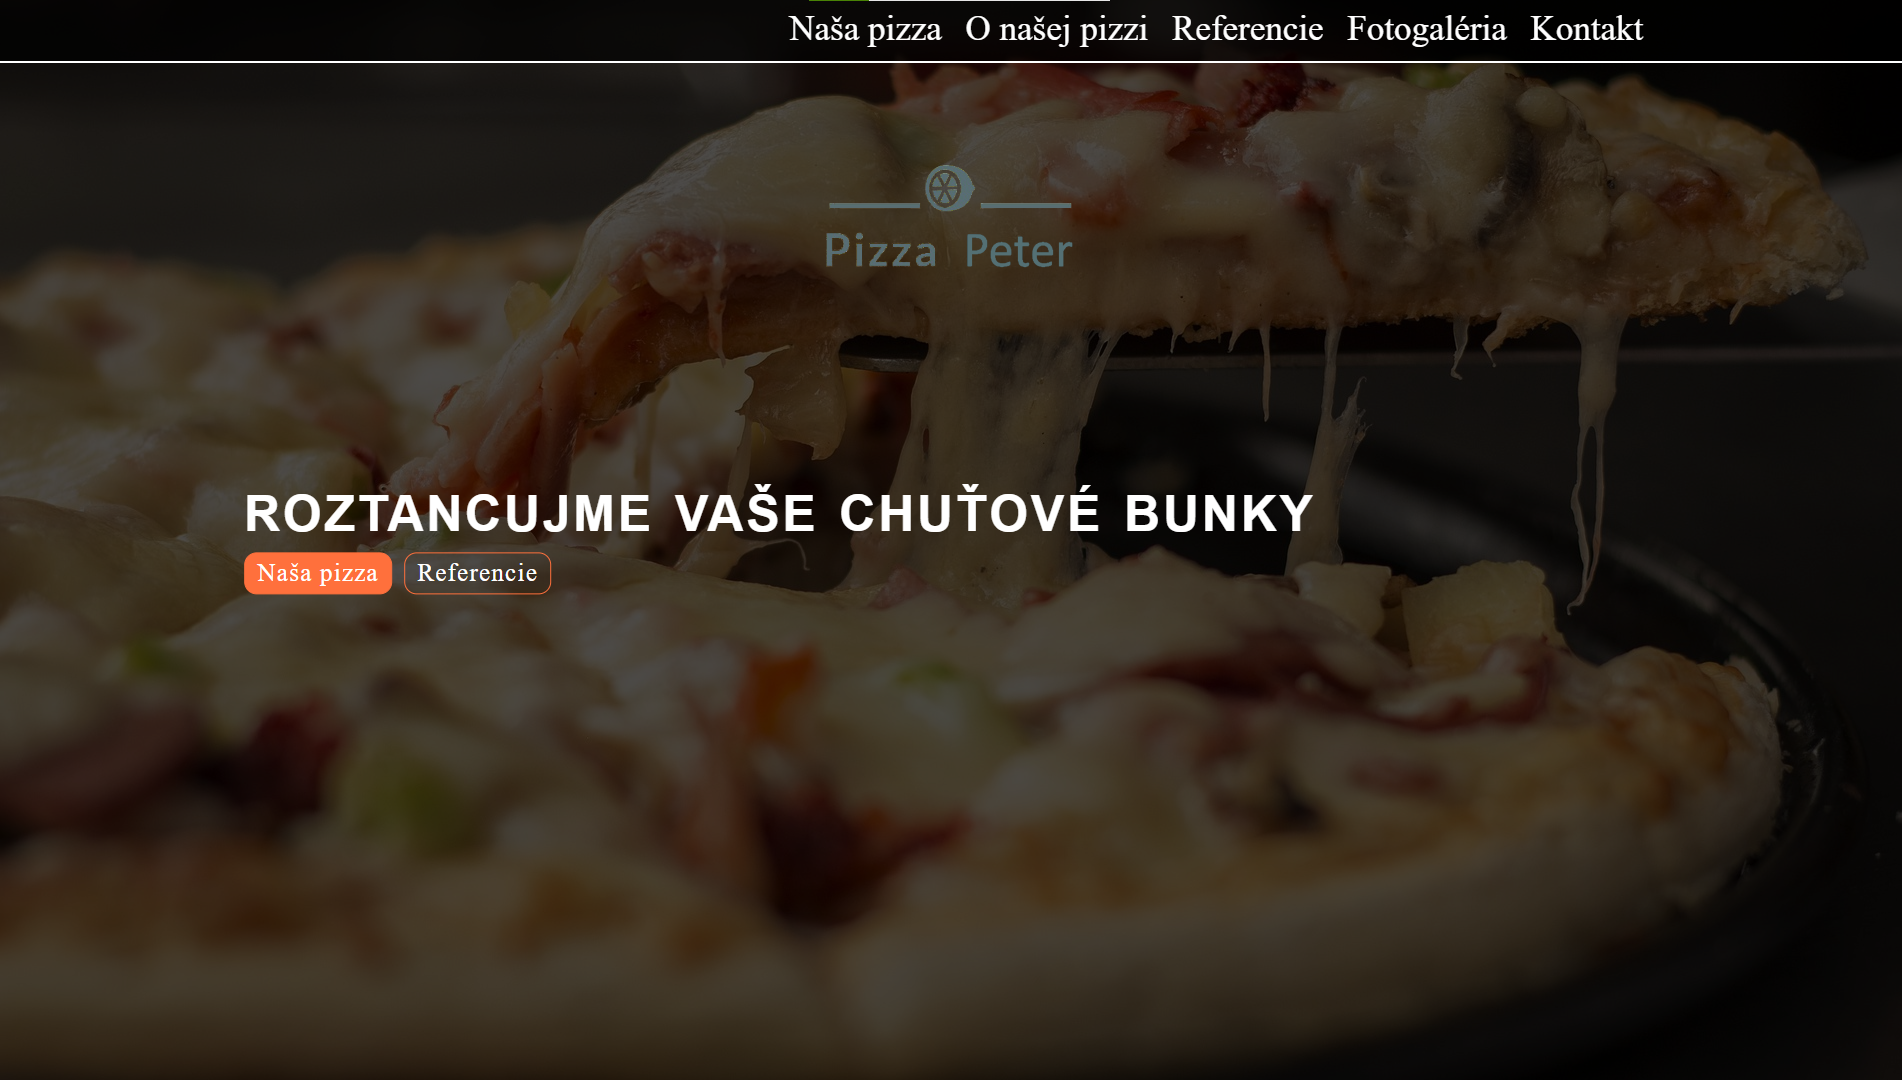 Naša pizza O našej pizzi Referencie Fotogaléria Kontakt
Pizza Peter
ROZTANCUJME VAŠE CHUŤOVÉ BUNKY
Naša pizza Referencie